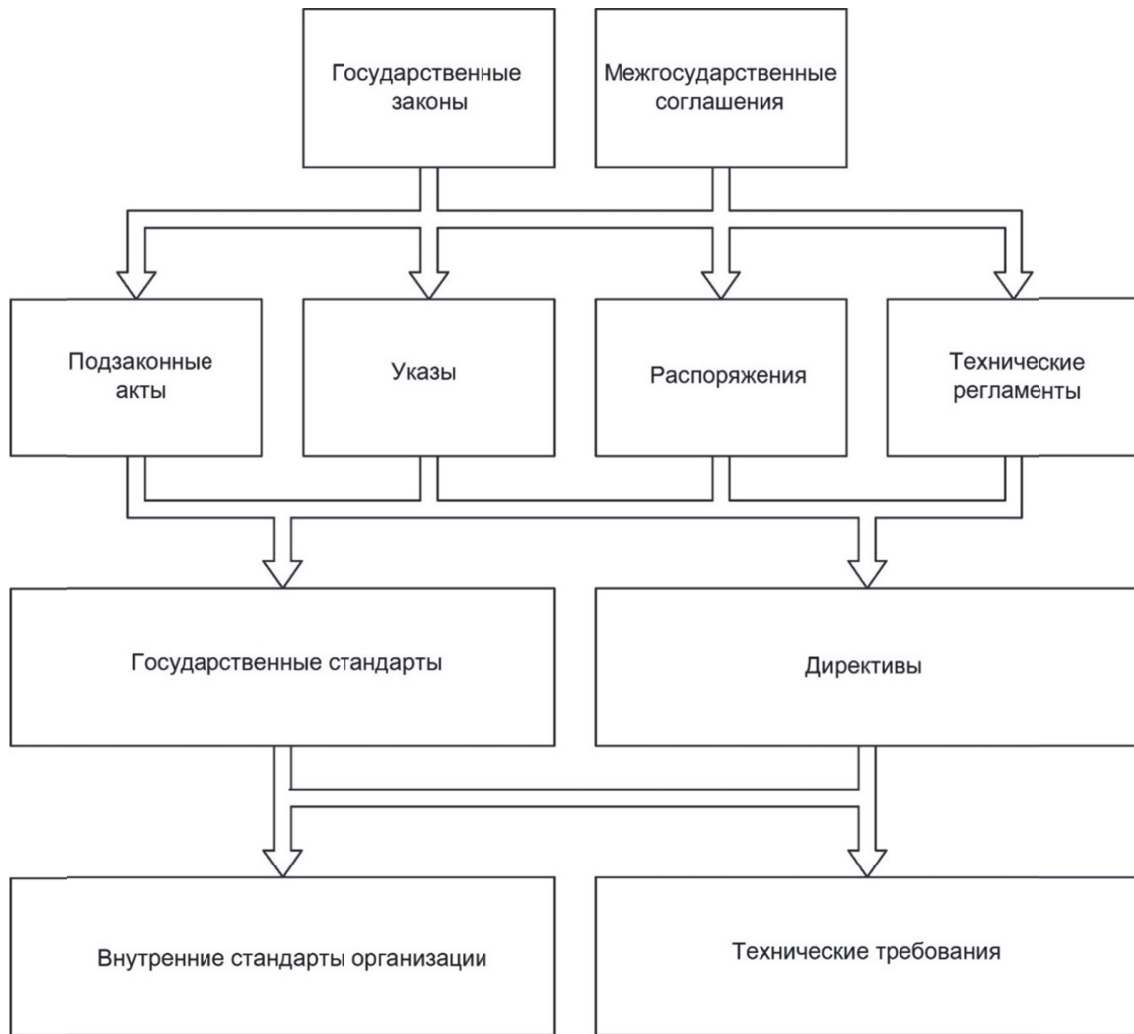 Государственные
законы
Межгосударственные
соглашения
Подзаконные
акты
Указы
Распоряжения
Технические
регламенты
Государственные стандарты
Директивы
Внутренние стандарты организации
Технические требования